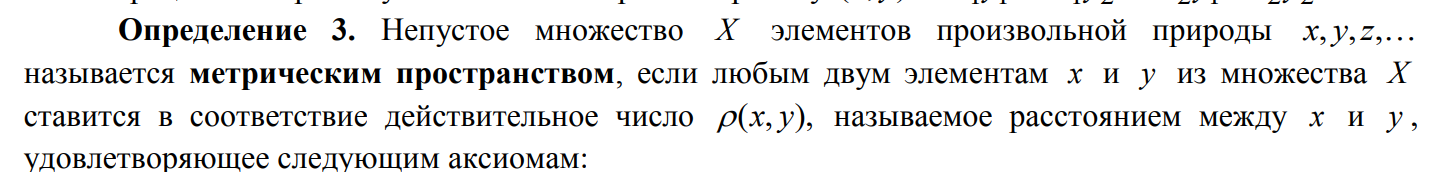 Определение 3. Непустое множество X элементов произвольной природы x, y, z,…
называется метрическим пространством, если любым двум элементам x и y из множества X
ставится в соответствие действительное число ρ(x, y), называемое расстоянием между x и y ,
удовлетворяющее следующим аксиомам: